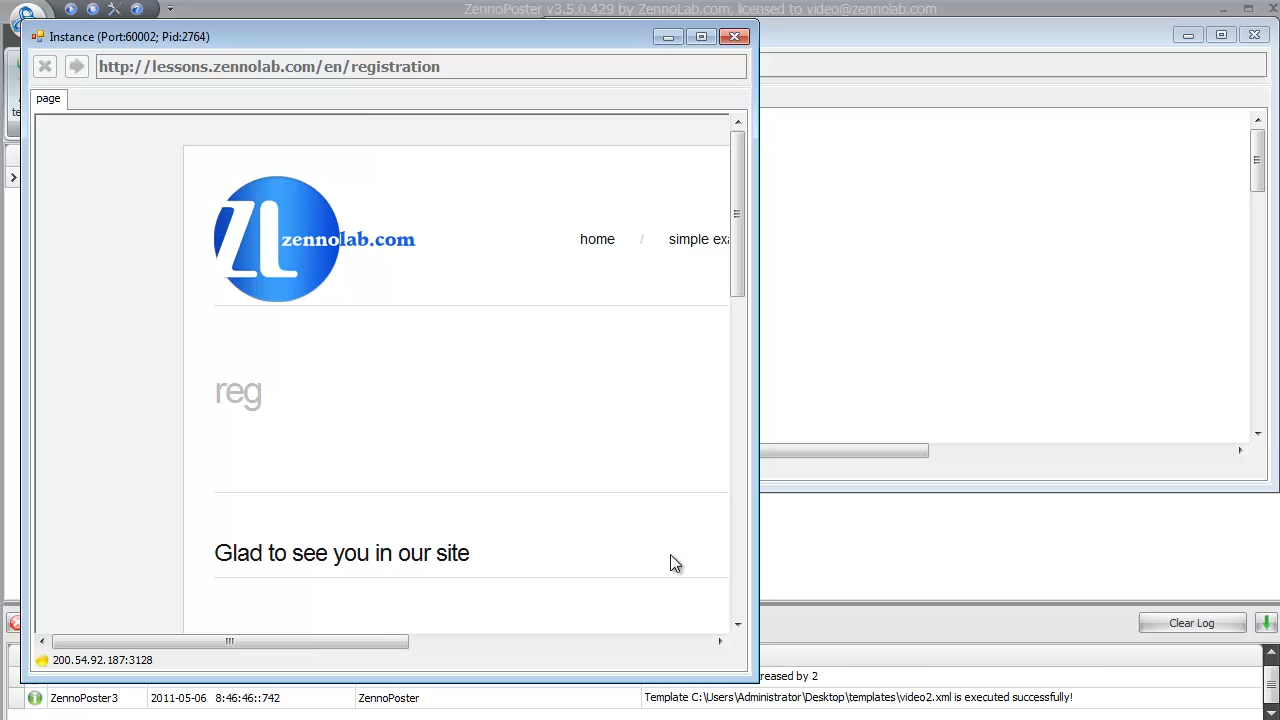 ZennoPoster v3.5.0.429 by ZennoLab.com, licensed to video@zennolab.com
Instance (Port:60002; Pid:2764)
http://lessons.zennolab.com/en/registration
page
te
ZL zennolab.com
home / simple exa
reg
Glad to see you in our site
200.54.92.187:3128
Clear Log
reased by 2
ZennoPoster3 2011-05-06 8:46:46::742 ZennoPoster Template C:\Users\Administrator\Desktop\templates\video2.xml is executed successfully!